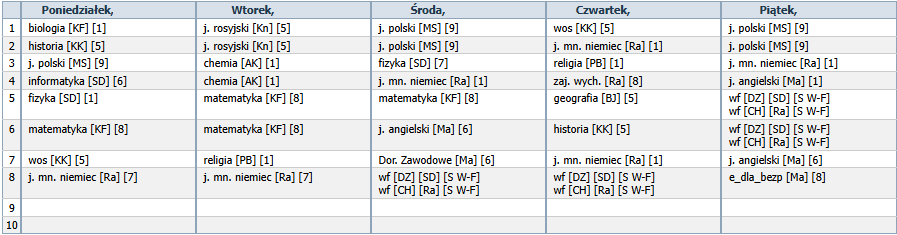 Poniedziałek, Wtorek, Środa, Czwartek, Piątek,
1 biologia [KF] [1] j. rosyjski [Kn] [5] j. polski [MS] [9] wos [KK] [5] j. polski [MS] [9]
2 historia [KK] [5] j. rosyjski [Kn] [5] j. polski [MS] [9] j. mn. niemiec [Ra] [1] j. polski [MS] [9]
3 j. polski [MS] [9] chemia [AK] [1] fizyka [SD] [7] religia [PB] [1] j. mn. niemiec [Ra] [1]
4 informatyka [SD] [6] chemia [AK] [1] j. mn. niemiec [Ra] [1] zaj. wych. [Ra] [8] j. angielski [Ma] [1]
5 fizyka [SD] [1] matematyka [KF] [8] matematyka [KF] [8] geografia [BJ] [5] wf [DZ] [SD] [S W-F]
wf [CH] [Ra] [S W-F]
6 matematyka [KF] [8] matematyka [KF] [8] j. angielski [Ma] [6] historia [KK] [5] wf [DZ] [SD] [S W-F]
wf [CH] [Ra] [S W-F]
7 wos [KK] [5] religia [PB] [1] Dor. Zawodowe [Ma] [6] j. mn. niemiec [Ra] [1] j. angielski [Ma] [6]
8 j. mn. niemiec [Ra] [7] j. mn. niemiec [Ra] [7] wf [DZ] [SD] [S W-F] wf [DZ] [SD] [S W-F] e_dla_bezp [Ma] [8]
wf [CH] [Ra] [S W-F] wf [CH] [Ra] [S W-F]
9
10